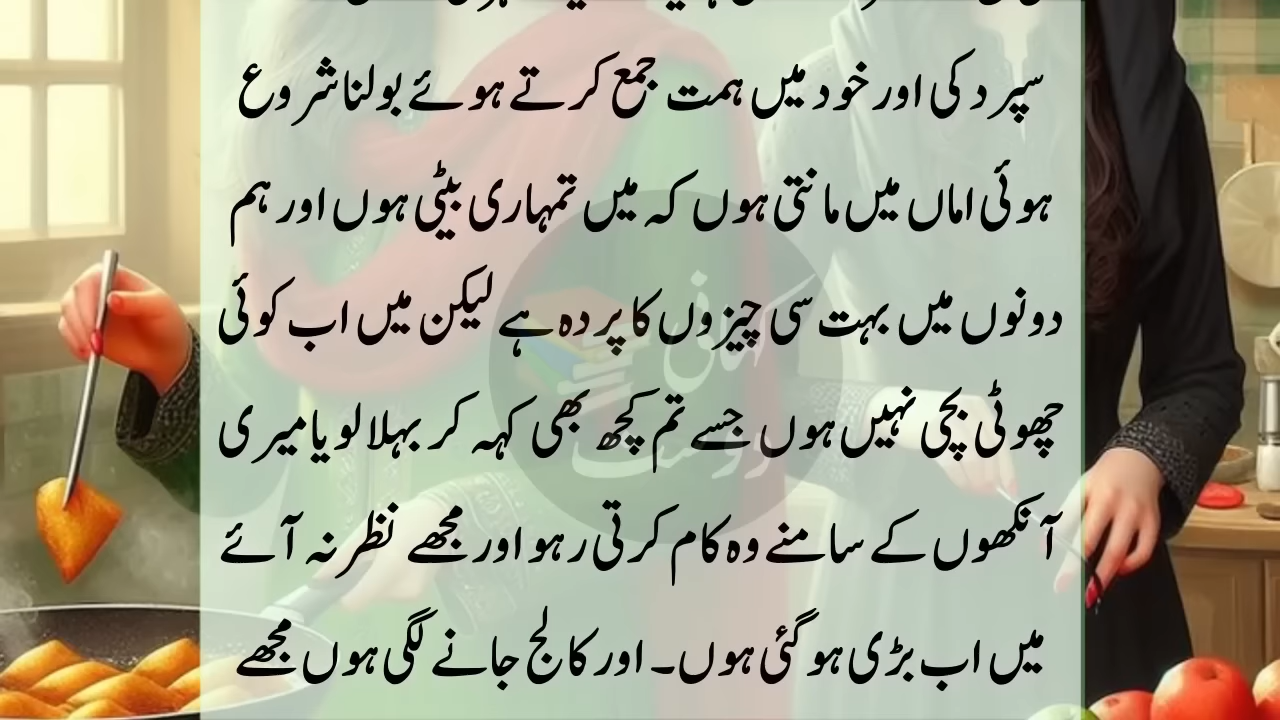 سپرد کی اور خود میں ہمت جمع کرتے ہوئے بولنا شروع
ہوئی اماں میں مانتی ہوں کہ میں تمہاری بیٹی ہوں اور ہم
دونوں میں بہت سی چیزوں کا پردہ ہے لیکن میں اب کوئی
چھوٹی بچی نہیں ہوں جسے تم کچھ بھی کہہ کر بہلا لو یا میری
آنکھوں کے سامنے وہ کام کرتی رہو اور مجھے نظر نہ آئے
میں اب بڑی ہو گئی ہوں۔ اور کالج جانے لگی ہوں مجھے
کہانی
دوست